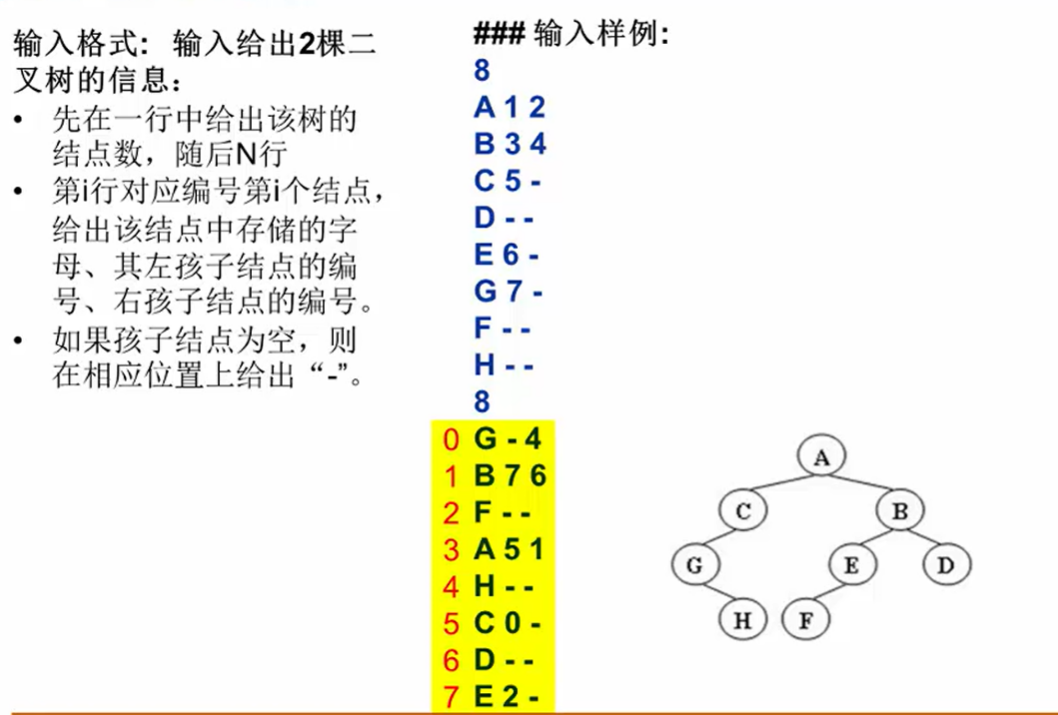 输入格式： 输入给出2棵二
叉树的信息：
• 先在一行中给出该树的
结点数，随后N行
• 第i行对应编号第i个结点，
给出该结点中存储的字
母、其左孩子结点的编
号、右孩子结点的编号。
• 如果孩子结点为空，则
在相应位置上给出“-”。
### 输入样例:
8
A 1 2
B 3 4
C 5 -
D - -
E 6 -
G 7 -
F - -
H - -
8
0 G - 4
1 B 7 6
2 F - -
3 A 5 1
4 H - -
5 C 0 -
6 D - -
7 E 2 -
A
C B
G E D
H F